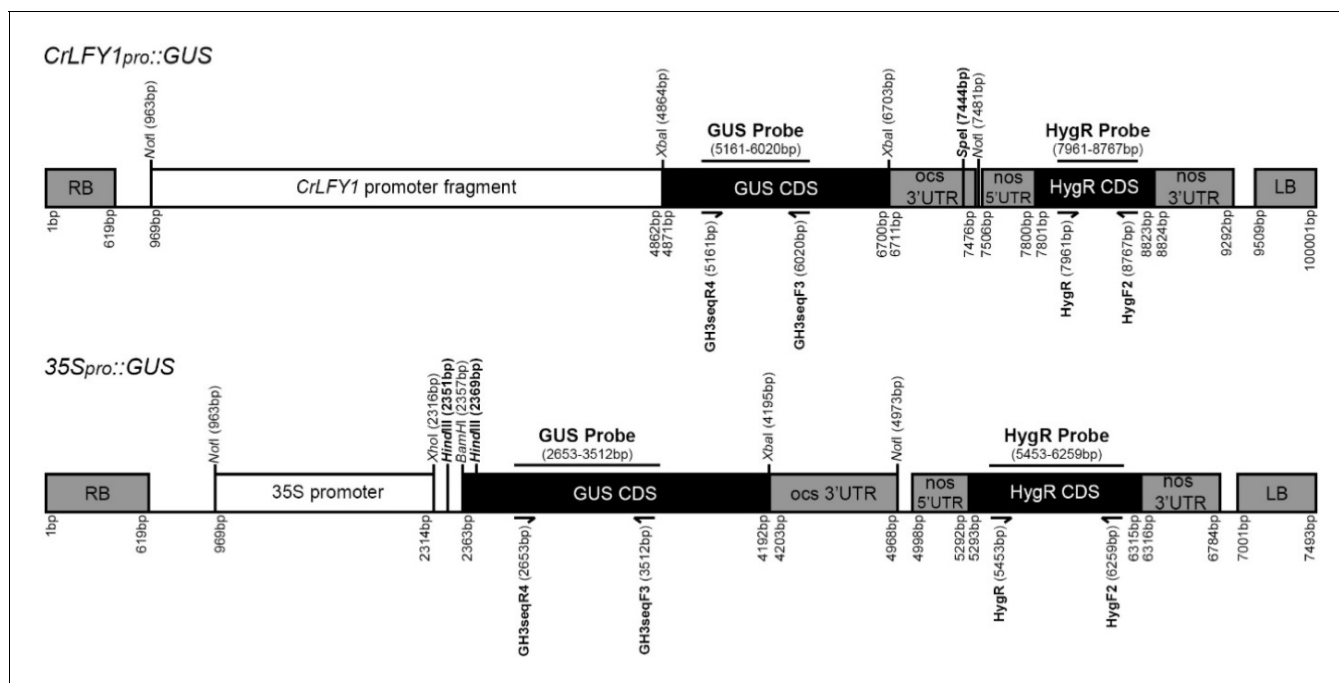 CrLFY1pro::GUS
NotI (963bp)
XbaI (4864bp)
XbaI (6703bp)
SpeI (7444bp)
NotI (7481bp)
GUS Probe
(5161-6020bp)
HygR Probe
(7961-8767bp)
RB
CrLFY1 promoter fragment
GUS CDS
ocs
3'UTR
nos
5'UTR
HygR CDS
nos
3'UTR
LB
1bp
619bp
969bp
4862bp
4871bp
6700bp
6711bp
7476bp
7506bp
7800bp
7801bp
8823bp
8824bp
9292bp
9509bp
100001bp
GH3seqR4 (5161bp)
GH3seqF3 (6020bp)
HygR (7961bp)
HygF2 (8767bp)
35Spro::GUS
NotI (963bp)
XhoI (2316bp)
HindIII (2351bp)
BamHI (2357bp)
HindIII (2369bp)
XbaI (4195bp)
NotI (4973bp)
GUS Probe
(2653-3512bp)
HygR Probe
(5453-6259bp)
RB
35S promoter
GUS CDS
ocs 3'UTR
nos
5'UTR
HygR CDS
nos
3'UTR
LB
1bp
619bp
969bp
2314bp
2363bp
4192bp
4203bp
4968bp
4998bp
5292bp
5293bp
6315bp
6316bp
6784bp
7001bp
7493bp
GH3seqR4 (2653bp)
GH3seqF3 (3512bp)
HygR (5453bp)
HygF2 (6259bp)